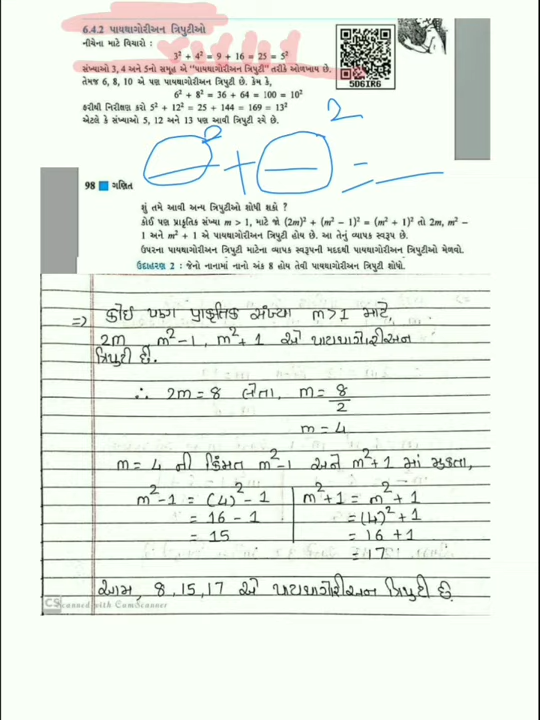 6.4.2 પાયથાગોરીઅન ત્રિપુટીઓ
નીચેના માટે વિચારો :
3² + 4² = 9 + 16 = 25 = 5²
સંખ્યાઓ 3, 4 અને 5નો સમૂહ એ "પાયથાગોરીઅન ત્રિપુટી" તરીકે ઓળખાય છે.
તેમજ 6, 8, 10 એ પણ પાયથાગોરીઅન ત્રિપુટી છે. કેમ કે,
6² + 8² = 36 + 64 = 100 = 10²
ફરીથી નિરીક્ષણ કરો 5² + 12² = 25 + 144 = 169 = 13²
એટલે કે સંખ્યાઓ 5, 12 અને 13 પણ આવી ત્રિપુટી રચે છે.
5D6IR6
2 + 2 =
98 ગણિત
શું તમે આવી અન્ય ત્રિપુટીઓ શોધી શકો ?
કોઈ પણ પ્રાકૃતિક સંખ્યા m > 1, માટે જો (2m)² + (m² – 1)² = (m² + 1)² તો 2m, m² –
1 અને m² + 1 એ પાયથાગોરીઅન ત્રિપુટી હોય છે. આ તેનું વ્યાપક સ્વરૂપ છે.
ઉપરના પાયથાગોરીઅન ત્રિપુટી માટેના વ્યાપક સ્વરૂપની મદદથી પાયથાગોરીઅન ત્રિપુટીઓ મેળવો.
ઉદાહરણ 2 : જેનો નાનામાં નાનો અંક 8 હોય તેવી પાયથાગોરીઅન ત્રિપુટી શોધો.
⇒ કોઈ પણ પ્રાકૃતિક સંખ્યા m>1 માટે,
2m m²-1, m²+1 એ પાયથાગોરીઅન
ત્રિપુટી છે.
∴ 2m = 8 લેતા, m = 8/2
m = 4
m = 4 ની કિંમત m²-1 અને m²+1 માં મુકતા,
m²-1 = (4)²-1 | m²+1 = m²+1
= 16 - 1 | = (4)²+1
= 15 | = 16 +1
= 17
આમ, 8,15,17 એ પાયથાગોરીઅન ત્રિપુટી છે.
CS Scanned with CamScanner